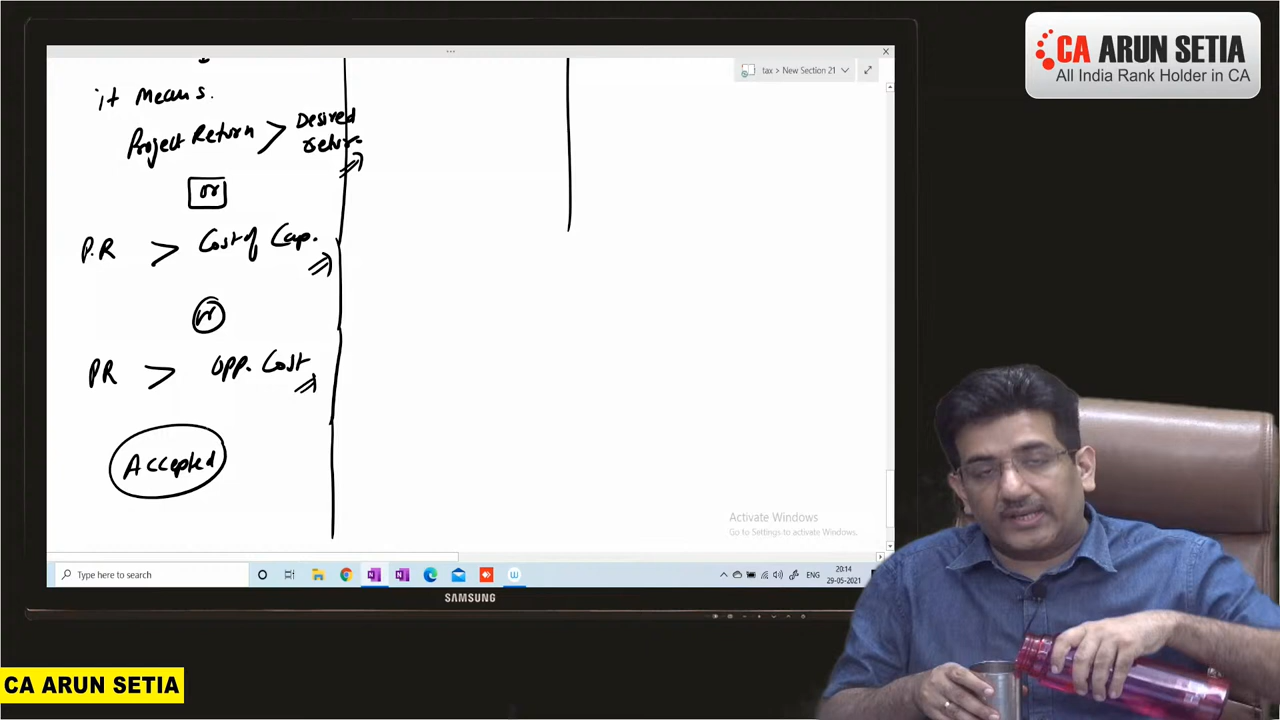 CA ARUN SETIA
All India Rank Holder in CA
tax > New Section 21
it means.
Project Return > Desired
or
P.R > Cost of Cap.
or
PR > Opp. Cost
Accepted
Activate Windows
Go to Settings to activate Windows.
Type here to search
ENG
20:14
29-05-2021
SAMSUNG
CA ARUN SETIA